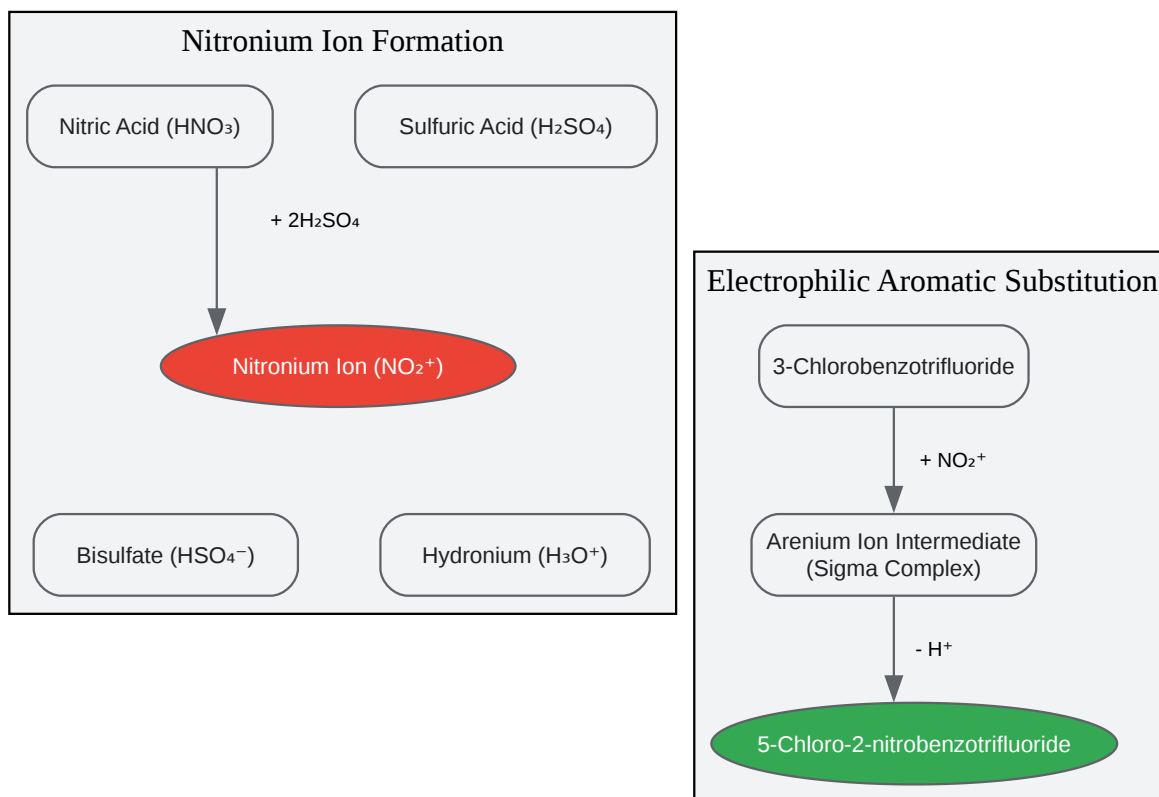 Nitronium Ion Formation
Nitric Acid (HNO₃)
Sulfuric Acid (H₂SO₄)
+ 2H₂SO₄
Nitronium Ion (NO₂⁺)
Bisulfate (HSO₄⁻)
Hydronium (H₃O⁺)
Electrophilic Aromatic Substitution
3-Chlorobenzotrifluoride
+ NO₂⁺
Arenium Ion Intermediate
(Sigma Complex)
- H⁺
5-Chloro-2-nitrobenzotrifluoride